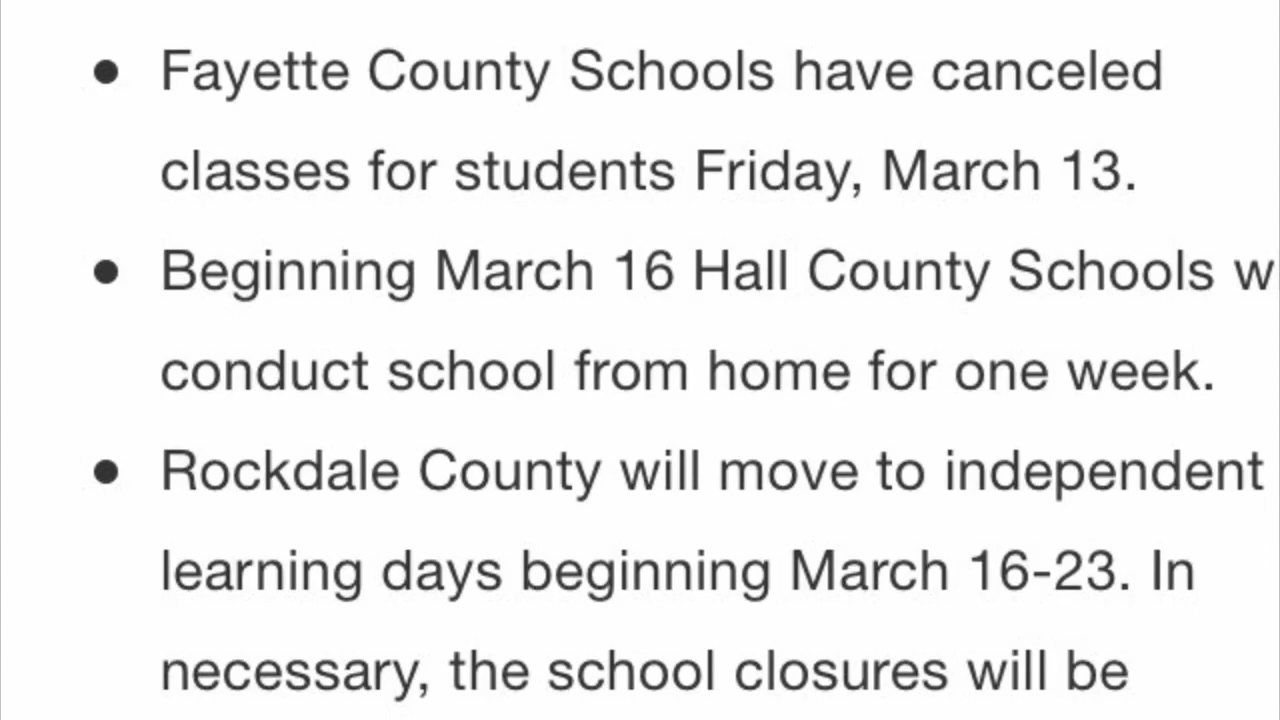 • Fayette County Schools have canceled
classes for students Friday, March 13.
• Beginning March 16 Hall County Schools w
conduct school from home for one week.
• Rockdale County will move to independent
learning days beginning March 16-23. In
necessary, the school closures will be